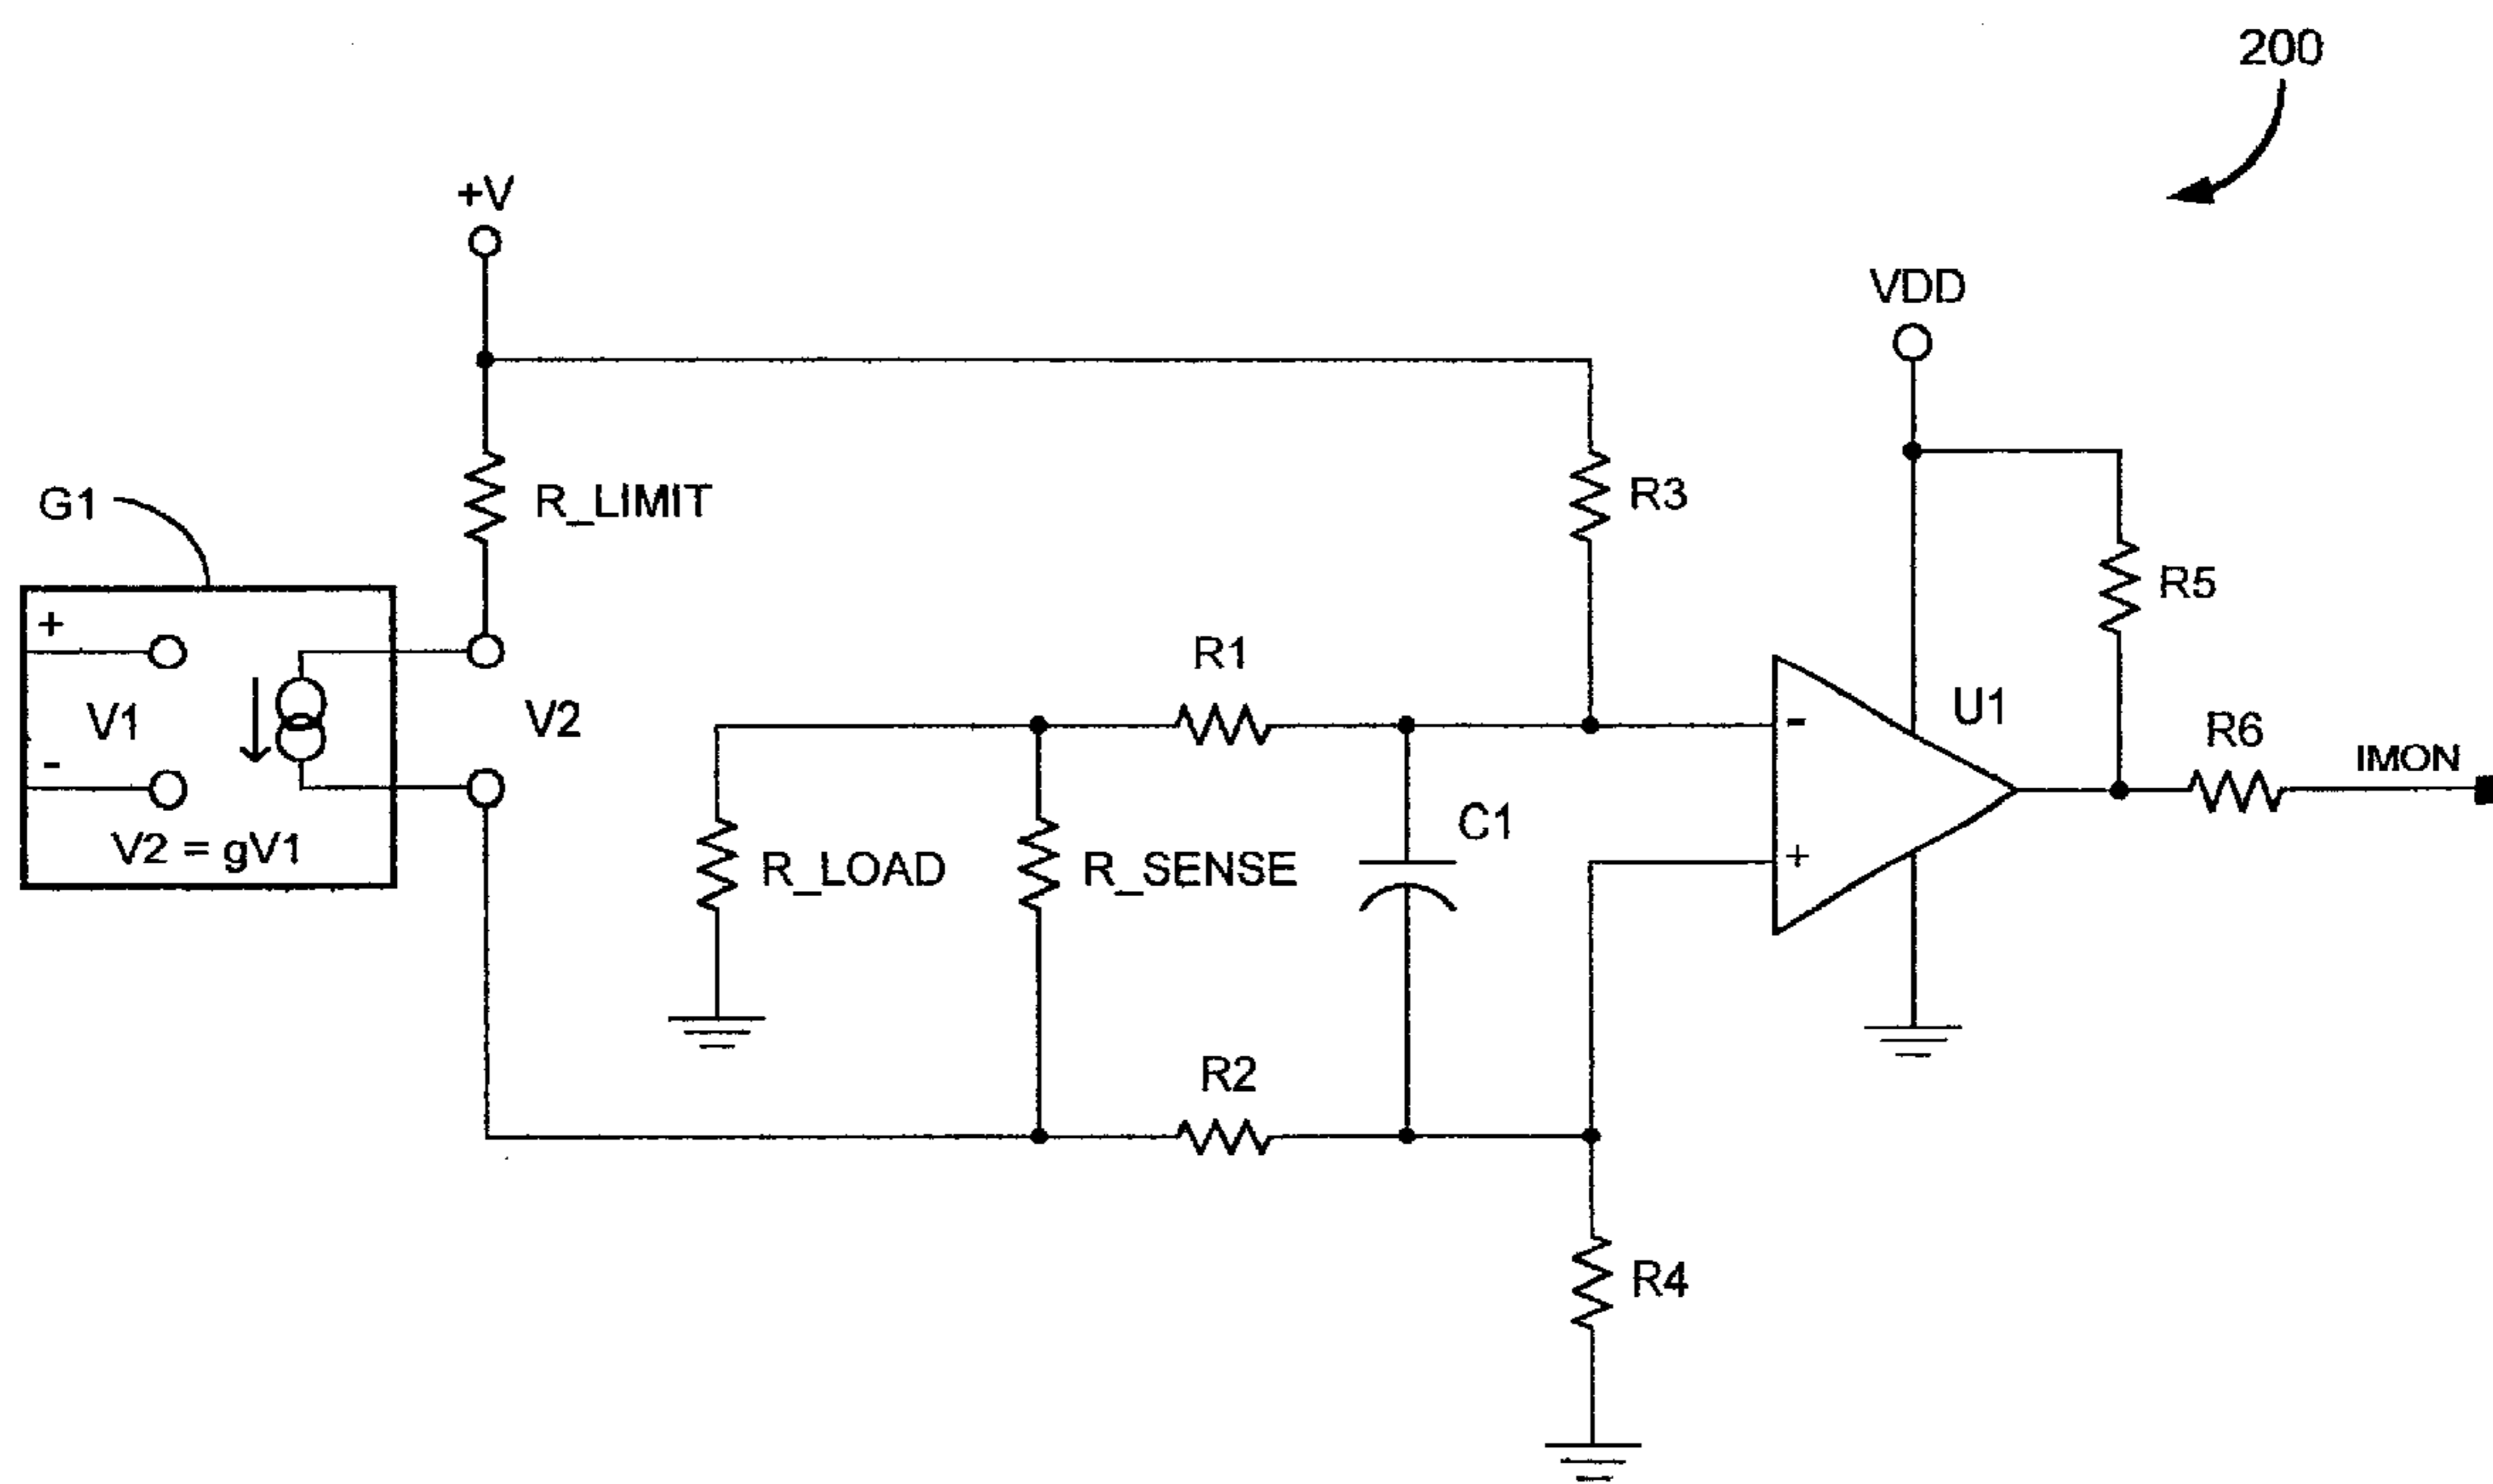 200
+V
VDD
R_LIMIT
R3
G1
R5
+
V1
-
V2 = gV1
V2
R1
-
U1
R6
IMON
C1
R_LOAD
R_SENSE
+
R2
R4